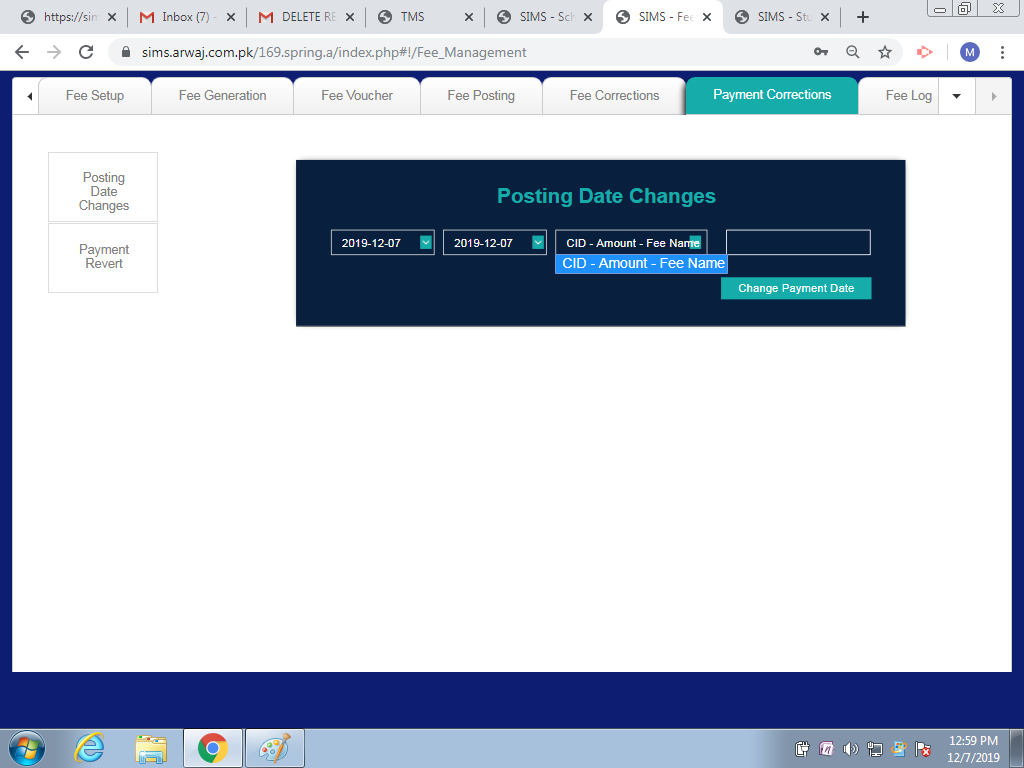 https://sim
Inbox (7) -
DELETE RE
TMS
SIMS - Sch
SIMS - Fee
SIMS - Stu
sims.arwaj.com.pk/169.spring.a/index.php#!/Fee_Management
M
Fee Setup
Fee Generation
Fee Voucher
Fee Posting
Fee Corrections
Payment Corrections
Fee Log
Posting
Date
Changes
Payment
Revert
Posting Date Changes
2019-12-07
2019-12-07
CID - Amount - Fee Name
CID - Amount - Fee Name
Change Payment Date
12:59 PM
12/7/2019